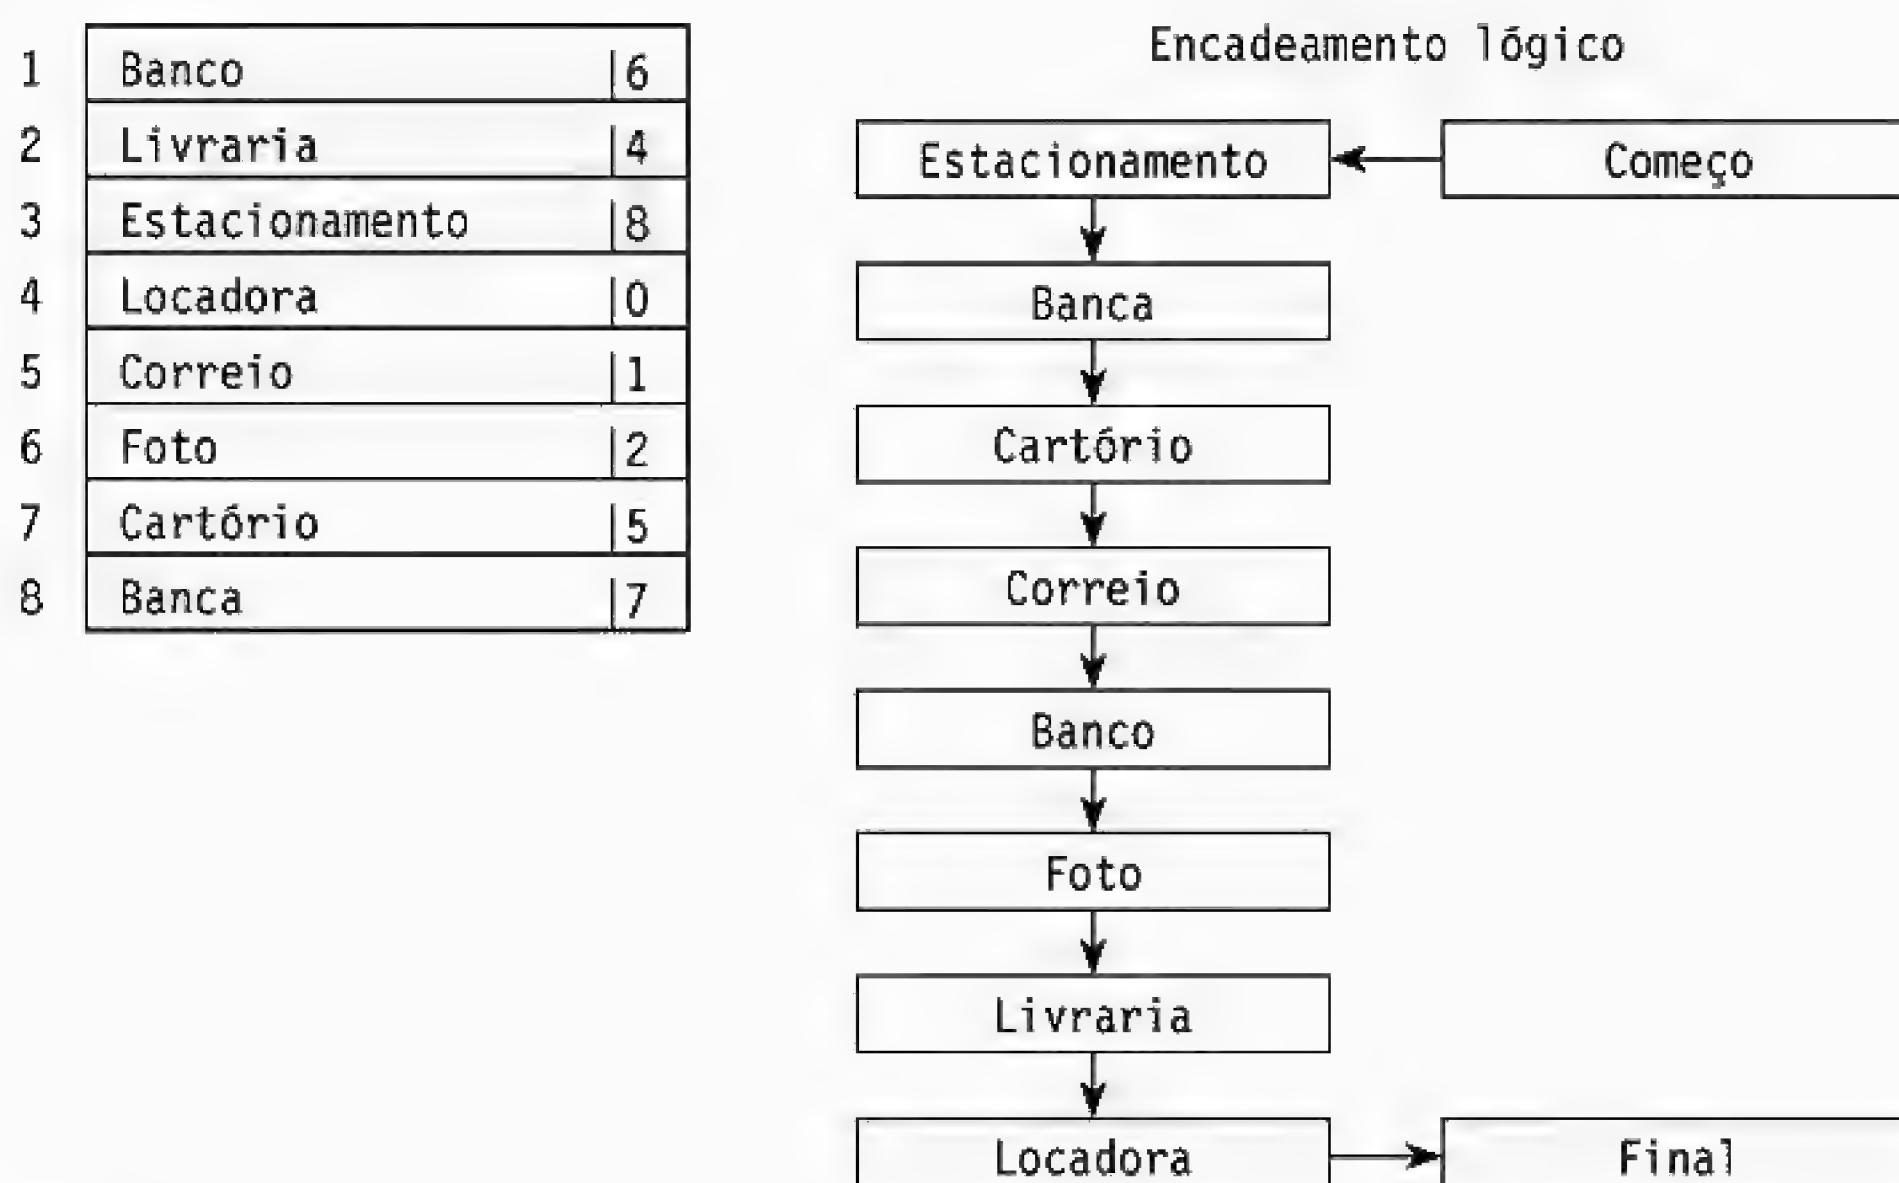 1 Banco |6
2 Livraria |4
3 Estacionamento |8
4 Locadora |0
5 Correio |1
6 Foto |2
7 Cartório |5
8 Banca |7
Encadeamento lógico
Estacionamento
Começo
Banca
Cartório
Correio
Banco
Foto
Livraria
Locadora
Final